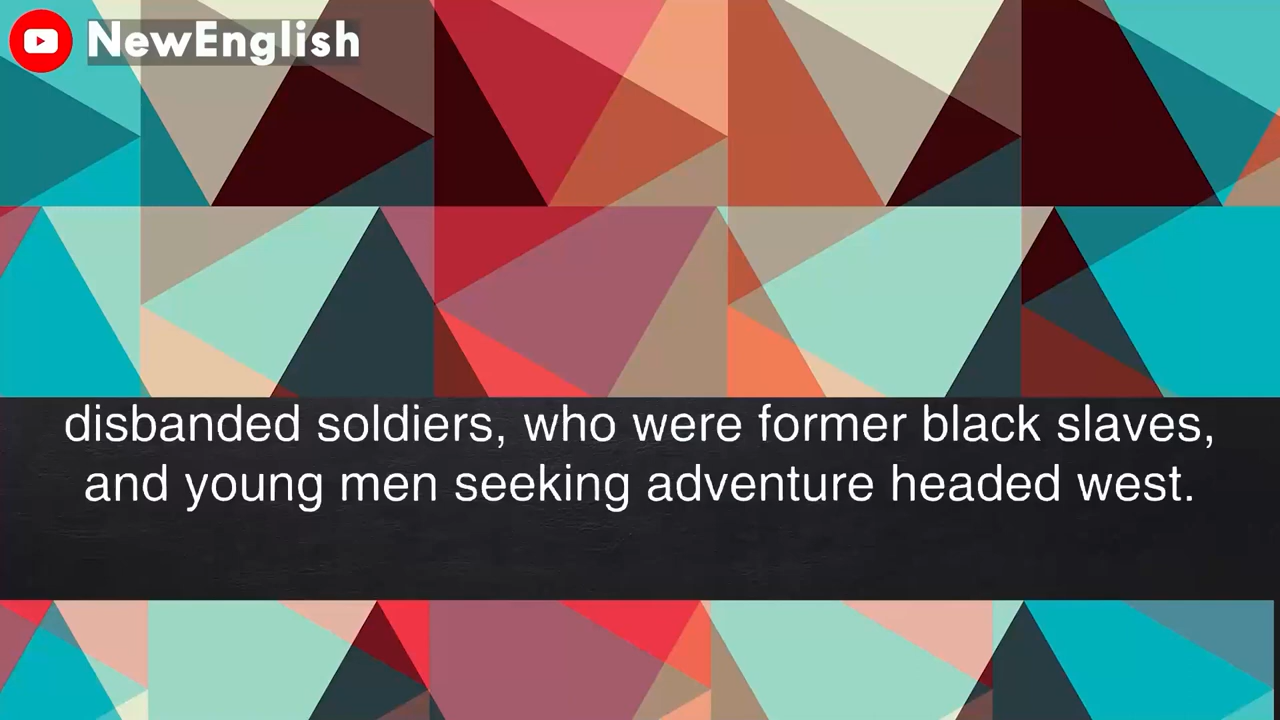 NewEnglish
disbanded soldiers, who were former black slaves,
and young men seeking adventure headed west.